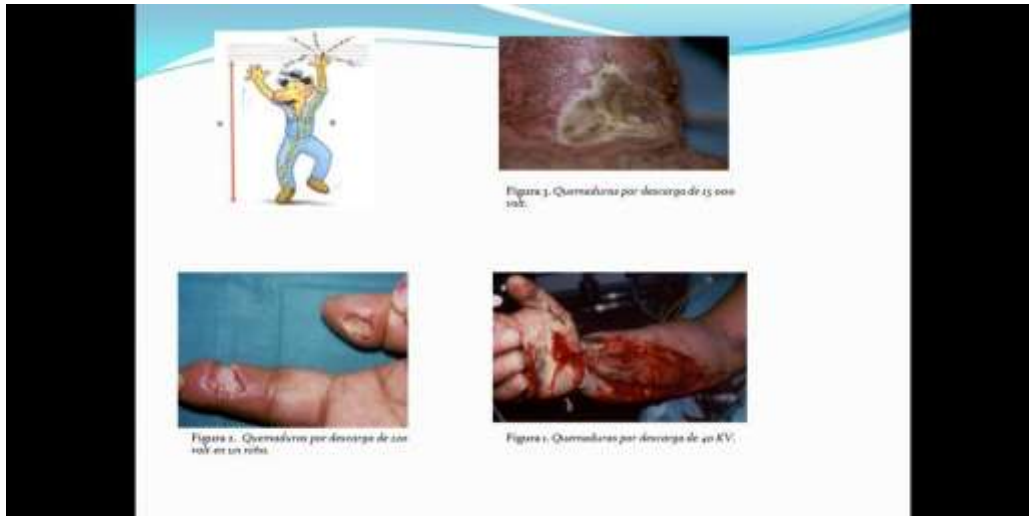 Figura 3. Quemaduras por descarga de 15 000
volt.
Figura 2. Quemaduras por descarga de 220
volt en un niño.
Figura 1. Quemaduras por descarga de 40 KV.